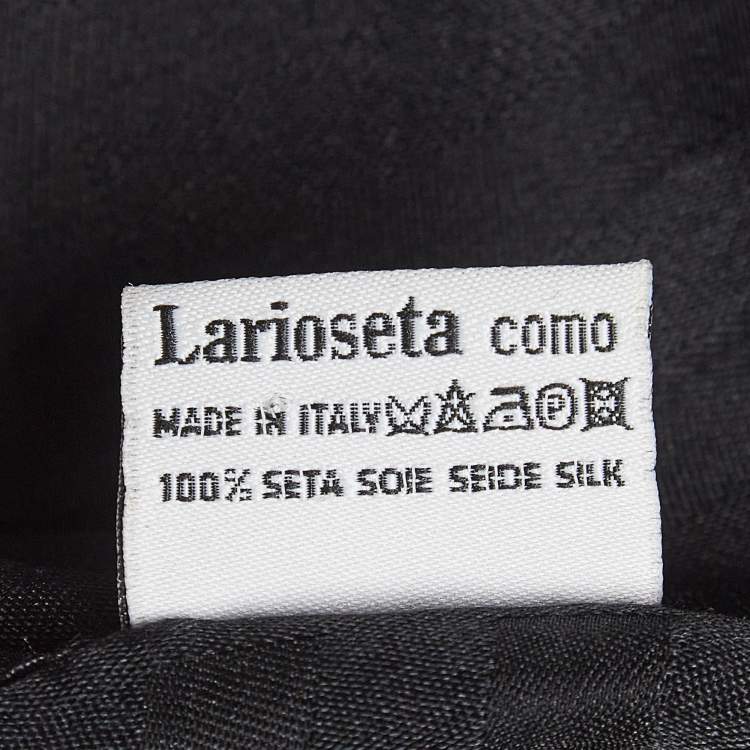 Larioseta como
MADE IN ITALY P
100% SETA SOIE SEIDE SILK